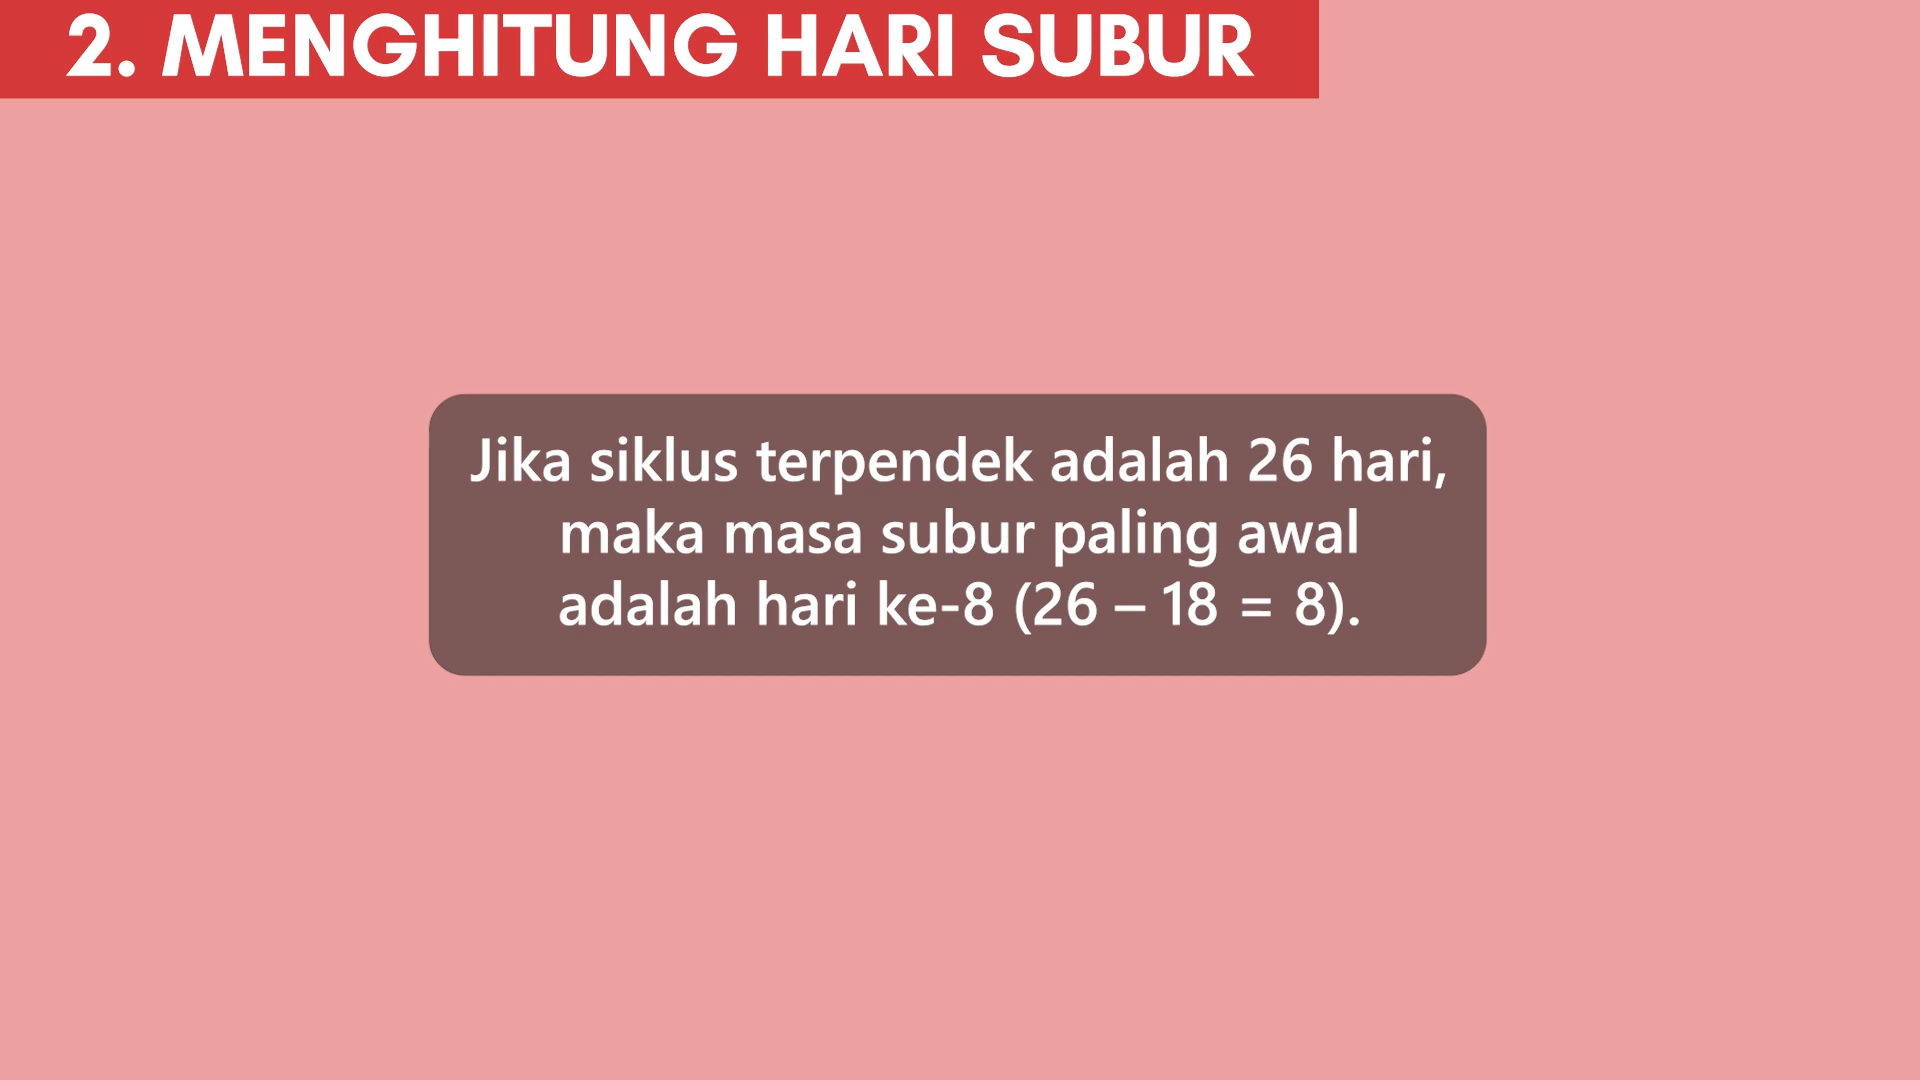 2. MENGHITUNG HARI SUBUR
Jika siklus terpendek adalah 26 hari,
maka masa subur paling awal
adalah hari ke-8 (26 – 18 = 8).